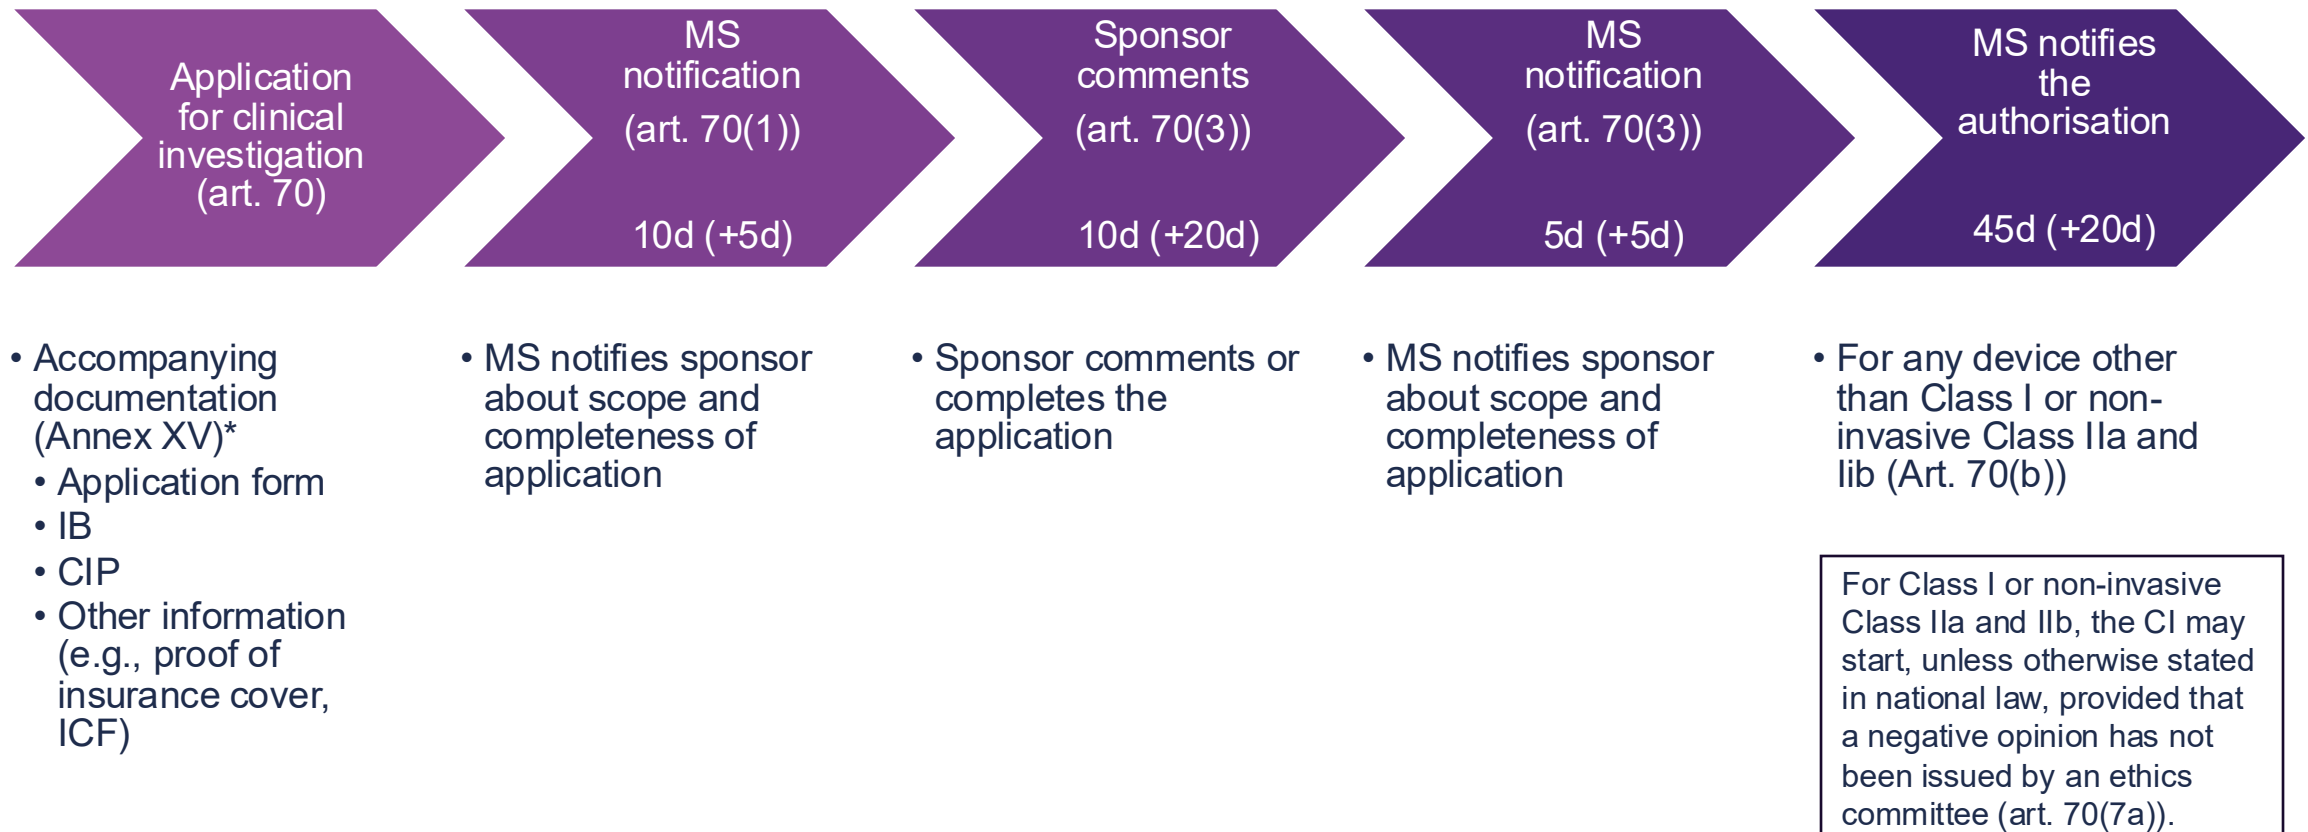 Application
for clinical
investigation
(art. 70)
MS
notification
(art. 70(1))
10d (+5d)
Sponsor
comments
(art. 70(3))
10d (+20d)
MS
notification
(art. 70(3))
5d (+5d)
MS notifies
the
authorisation
45d (+20d)
• Accompanying
documentation
(Annex XV)*
• Application form
• IB
• CIP
• Other information
(e.g., proof of
insurance cover,
ICF)
• MS notifies sponsor
about scope and
completeness of
application
• Sponsor comments or
completes the
application
• MS notifies sponsor
about scope and
completeness of
application
• For any device other
than Class I or non-
invasive Class IIa and
Iib (Art. 70(b))
For Class I or non-invasive
Class IIa and IIb, the CI may
start, unless otherwise stated
in national law, provided that
a negative opinion has not
been issued by an ethics
committee (art. 70(7a)).